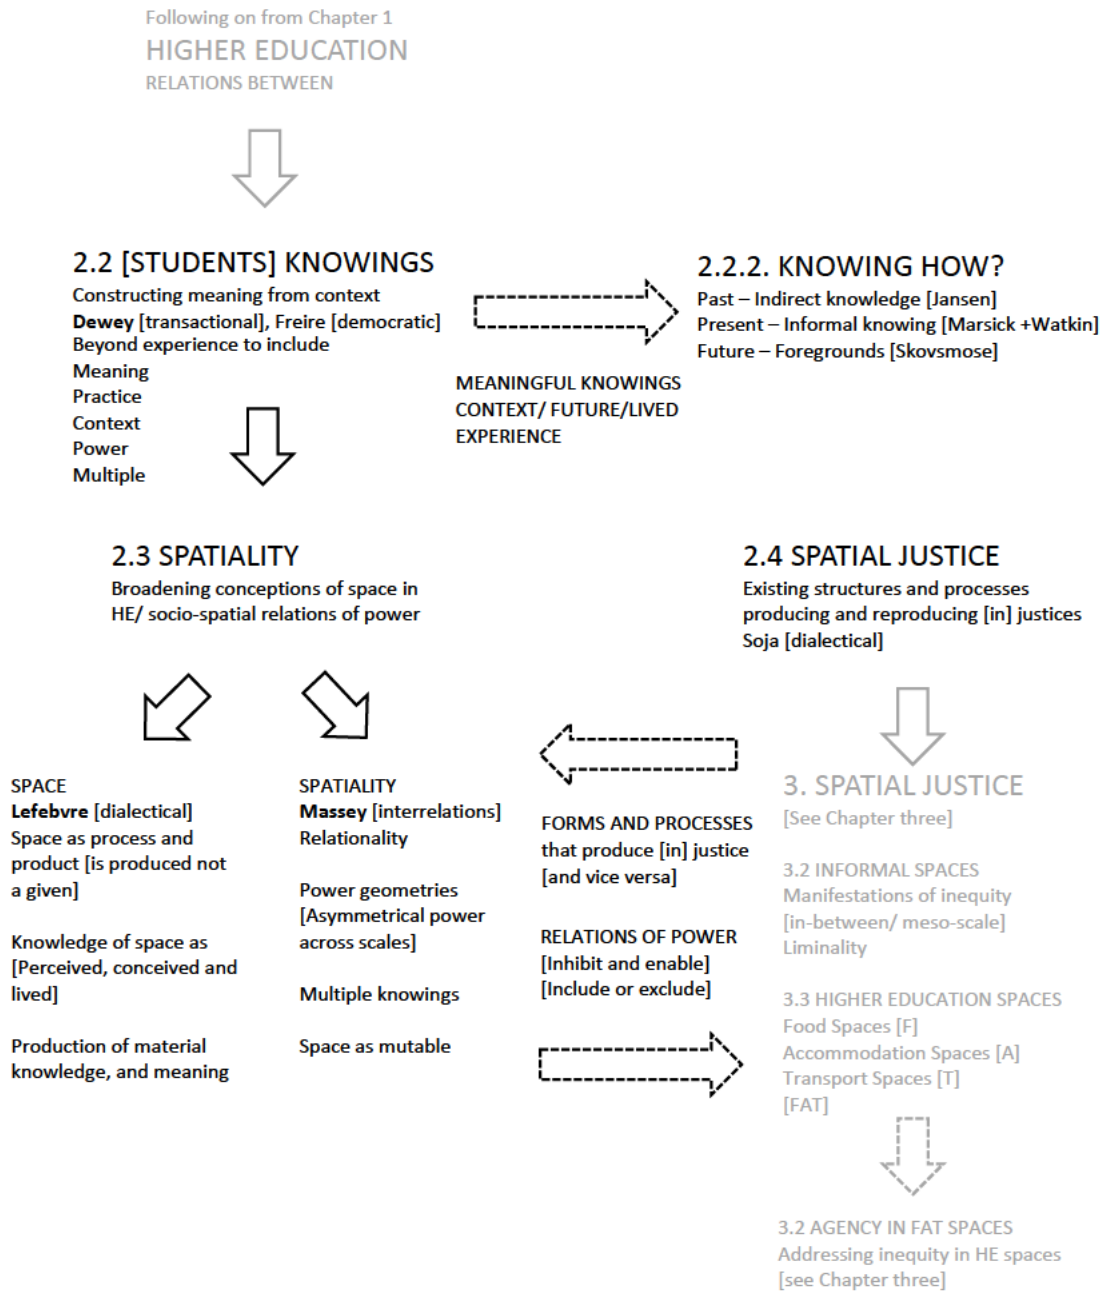 Following on from Chapter 1
HIGHER EDUCATION
RELATIONS BETWEEN
2.2 [STUDENTS] KNOWINGS
Constructing meaning from context
Dewey [transactional], Freire [democratic]
Beyond experience to include
Meaning
Practice
Context
Power
Multiple
MEANINGFUL KNOWINGS
CONTEXT/ FUTURE/LIVED
EXPERIENCE
2.2.2. KNOWING HOW?
Past – Indirect knowledge [Jansen]
Present – Informal knowing [Marsick +Watkin]
Future – Foregrounds [Skovsmose]
2.3 SPATIALITY
Broadening conceptions of space in
HE/ socio-spatial relations of power
2.4 SPATIAL JUSTICE
Existing structures and processes
producing and reproducing [in] justices
Soja [dialectical]
SPACE
Lefebvre [dialectical]
Space as process and
product [is produced not
a given]
Knowledge of space as
[Perceived, conceived and
lived]
Production of material
knowledge, and meaning
SPATIALITY
Massey [interrelations]
Relationality
Power geometries
[Asymmetrical power
across scales]
Multiple knowings
Space as mutable
FORMS AND PROCESSES
that produce [in] justice
[and vice versa]
RELATIONS OF POWER
[Inhibit and enable]
[Include or exclude]
3. SPATIAL JUSTICE
[See Chapter three]
3.2 INFORMAL SPACES
Manifestations of inequity
[in-between/ meso-scale]
Liminality
3.3 HIGHER EDUCATION SPACES
Food Spaces [F]
Accommodation Spaces [A]
Transport Spaces [T]
[FAT]
3.2 AGENCY IN FAT SPACES
Addressing inequity in HE spaces
[see Chapter three]